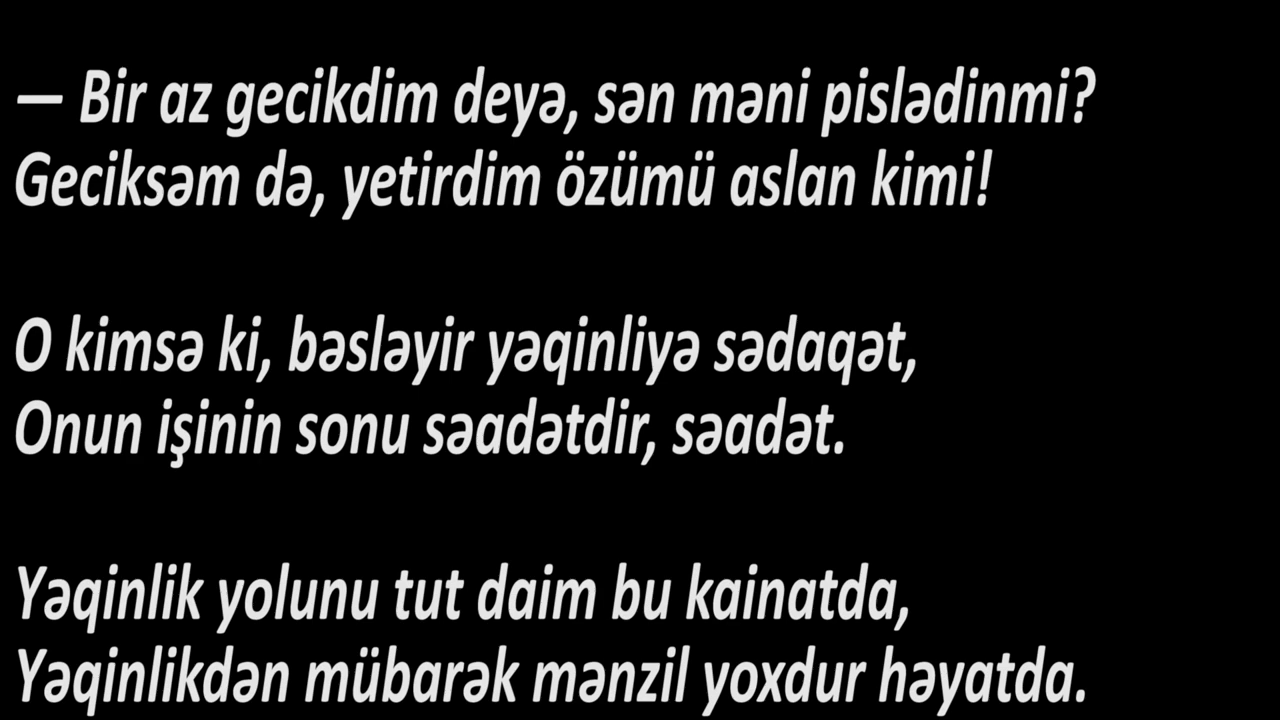 — Bir az gecikdim deyə, sən məni pislədinmi?
Geciksəm də, yetirdim özümü aslan kimi!
O kimsə ki, bəsləyir yəqinliyə sədaqət,
Onun işinin sonu səadətdir, səadət.
Yəqinlik yolunu tut daim bu kainatda,
Yəqinlikdən mübarək mənzil yoxdur həyatda.